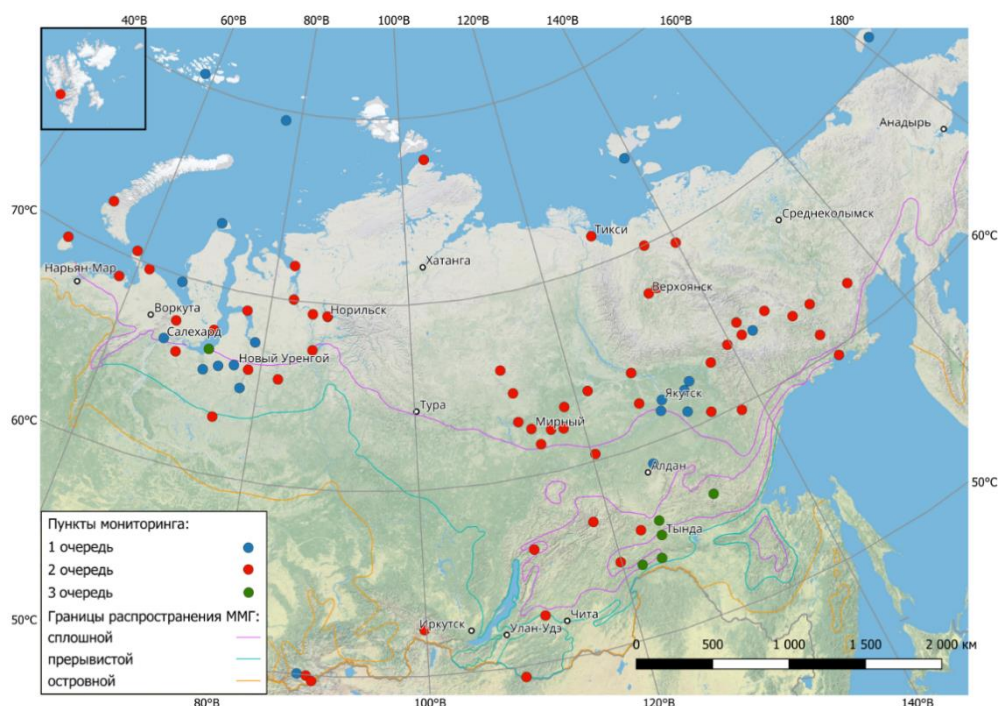 40°В 60°В 80°В 100°В 120°В 140°В 160°В 180°
Анадырь
70°С
Среднеколымск
Тикси
60°С
Хатанга
Нарьян-Мар
Верхоянск
Воркута
Норильск
Салехард
Новый Уренгой
Якутск
Тура
60°С
Мирный
Алдан
50°С
Пункты мониторинга:
Тында
1 очередь
2 очередь
3 очередь
Границы распространения ММГ:
50°С
Чита
Иркутск
Улан-Удэ
сплошной
0 500 1 000 1 500 2 000 км
прерывистой
островной
80°В 100°В 120°В 140°В